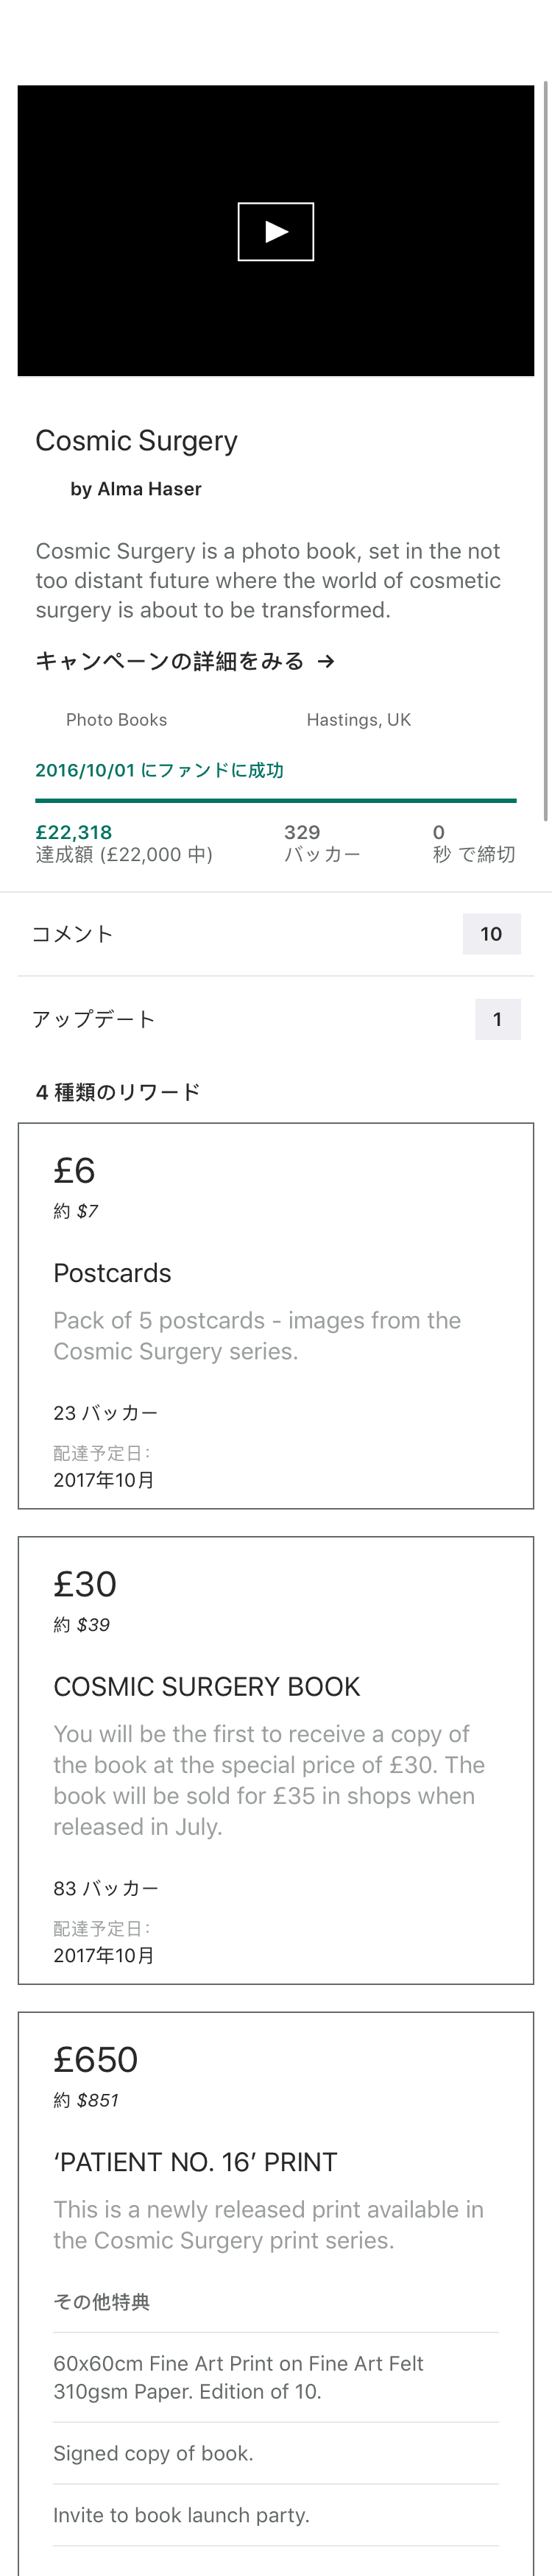 Cosmic Surgery
by Alma Haser
Cosmic Surgery is a photo book, set in the not
too distant future where the world of cosmetic
surgery is about to be transformed.
キャンペーンの詳細をみる →
Photo Books Hastings, UK
2016/10/01 にファンドに成功
£22,318 329 0
達成額 (£22,000 中) バッカー 秒 で締切
コメント 10
アップデート 1
4 種類のリワード
£6
約 $7
Postcards
Pack of 5 postcards - images from the
Cosmic Surgery series.
23 バッカー
配達予定日:
2017年10月
£30
約 $39
COSMIC SURGERY BOOK
You will be the first to receive a copy of
the book at the special price of £30. The
book will be sold for £35 in shops when
released in July.
83 バッカー
配達予定日:
2017年10月
£650
約 $851
‘PATIENT NO. 16’ PRINT
This is a newly released print available in
the Cosmic Surgery print series.
その他特典
60x60cm Fine Art Print on Fine Art Felt
310gsm Paper. Edition of 10.
Signed copy of book.
Invite to book launch party.